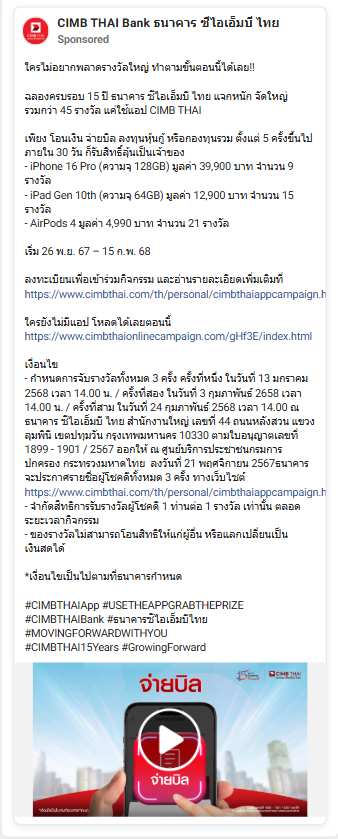 CIMB THAI Bank ธนาคาร ซีไอเอ็มบี ไทย
Sponsored
ใครไม่อยากพลาดรางวัลใหญ่ ทำตามขั้นตอนนี้ได้เลย!!
ฉลองครบรอบ 15 ปี ธนาคาร ซีไอเอ็มบี ไทย แจกหนัก จัดใหญ่
รวมกว่า 45 รางวัล แค่ใช้แอป CIMB THAI
เพียง โอนเงิน จ่ายบิล ลงทุนหุ้นกู้ หรือกองทุนรวม ตั้งแต่ 5 ครั้งขึ้นไป
ภายใน 30 วัน ก็รับสิทธิ์ลุ้นเป็นเจ้าของ
- iPhone 16 Pro (ความจุ 128GB) มูลค่า 39,900 บาท จำนวน 9
รางวัล
- iPad Gen 10th (ความจุ 64GB) มูลค่า 12,900 บาท จำนวน 15
รางวัล
- AirPods 4 มูลค่า 4,990 บาท จำนวน 21 รางวัล
เริ่ม 26 พ.ย. 67 – 15 ก.พ. 68
ลงทะเบียนเพื่อเข้าร่วมกิจกรรม และอ่านรายละเอียดเพิ่มเติมที่
https://www.cimbthai.com/th/personal/cimbthaiappcampaign.h
ใครยังไม่มีแอป โหลดได้เลยตอนนี้
https://www.cimbthaionlinecampaign.com/gHf3E/index.html
เงื่อนไข
- กำหนดการจับรางวัลทั้งหมด 3 ครั้ง ครั้งที่หนึ่ง ในวันที่ 13 มกราคม
2568 เวลา 14.00 น. / ครั้งที่สอง ในวันที่ 3 กุมภาพันธ์ 2658 เวลา
14.00 น. / ครั้งที่สาม ในวันที่ 24 กุมภาพันธ์ 2568 เวลา 14.00 ณ
ธนาคาร ซีไอเอ็มบี ไทย สำนักงานใหญ่ เลขที่ 44 ถนนหลังสวน แขวง
ลุมพินี เขตปทุมวัน กรุงเทพมหานคร 10330 ตามใบอนุญาตเลขที่
1899 - 1901 / 2567 ออกให้ ณ ศูนย์บริการประชาชนกรมการ
ปกครอง กระทรวงมหาดไทย ลงวันที่ 21 พฤศจิกายน 2567ธนาคาร
จะประกาศรายชื่อผู้โชคดีทั้งหมด 3 ครั้ง ทางเว็บไซต์
https://www.cimbthai.com/th/personal/cimbthaiappcampaign.h
- จำกัดสิทธิการรับรางวัลผู้โชคดี 1 ท่านต่อ 1 รางวัล เท่านั้น ตลอด
ระยะเวลากิจกรรม
- ของรางวัลไม่สามารถโอนสิทธิให้แก่ผู้อื่น หรือแลกเปลี่ยนเป็น
เงินสดได้
*เงื่อนไขเป็นไปตามที่ธนาคารกำหนด
#CIMBTHAIApp #USETHEAPPGRABTHEPRIZE
#CIMBTHAIBank #ธนาคารซีไอเอ็มบีไทย
#MOVINGFORWARDWITHYOU
#CIMBTHAI15Years #GrowingForward
CIMB THAI
จ่ายบิล
จ่ายบิล